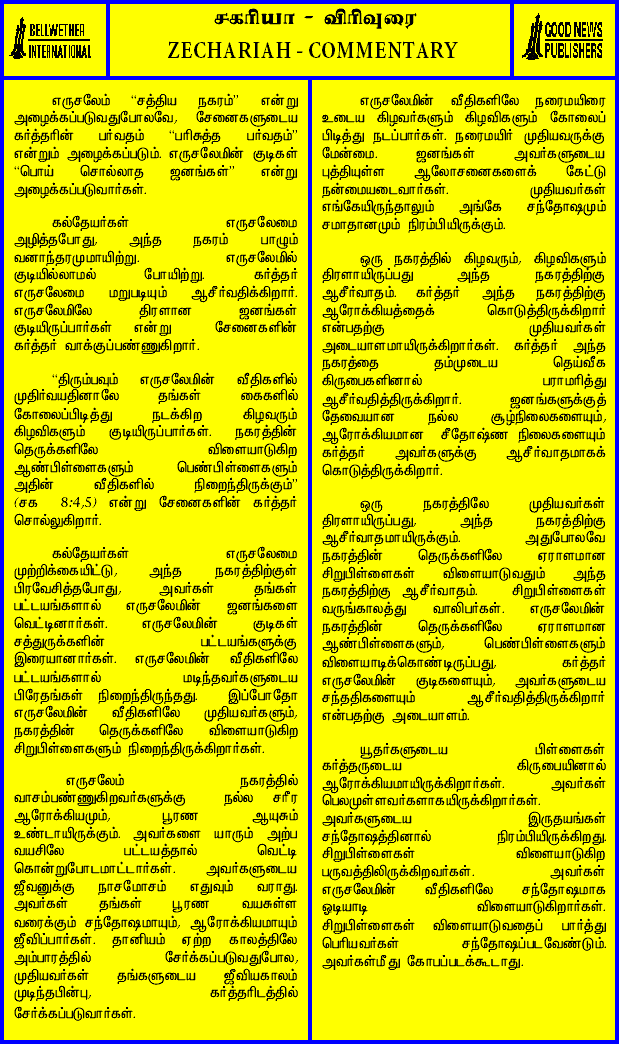 BELLWETHER
INTERNATIONAL
சகரியா - விரிவுரை
ZECHARIAH - COMMENTARY
GOOD NEWS
PUBLISHERS
எருசலேம் “சத்திய நகரம்” என்று
அழைக்கப்படுவதுபோலவே, சேனைகளுடைய
கர்த்தரின் பர்வதம் “பரிசுத்த பர்வதம்”
என்றும் அழைக்கப்படும். எருசலேமின் குடிகள்
“பொய் சொல்லாத ஜனங்கள்” என்று
அழைக்கப்படுவார்கள்.
கல்தேயர்கள் எருசலேமை
அழித்தபோது, அந்த நகரம் பாழும்
வனாந்தரமுமாயிற்று. எருசலேமில்
குடியில்லாமல் போயிற்று. கர்த்தர்
எருசலேமை மறுபடியும் ஆசீர்வதிக்கிறார்.
எருசலேமிலே திரளான ஜனங்கள்
குடியிருப்பார்கள் என்று சேனைகளின்
கர்த்தர் வாக்குப்பண்ணுகிறார்.
“திரும்பவும் எருசலேமின் வீதிகளில்
முதிர்வயதினாலே தங்கள் கைகளில்
கோலைப்பிடித்து நடக்கிற கிழவரும்
கிழவிகளும் குடியிருப்பார்கள். நகரத்தின்
தெருக்களிலே விளையாடுகிற
ஆண்பிள்ளைகளும் பெண்பிள்ளைகளும்
அதின் வீதிகளில் நிறைந்திருக்கும்”
(சக 8:4,5) என்று சேனைகளின் கர்த்தர்
சொல்லுகிறார்.
கல்தேயர்கள் எருசலேமை
முற்றிக்கையிட்டு, அந்த நகரத்திற்குள்
பிரவேசித்தபோது, அவர்கள் தங்கள்
பட்டயங்களால் எருசலேமின் ஜனங்களை
வெட்டினார்கள். எருசலேமின் குடிகள்
சத்துருக்களின் பட்டயங்களுக்கு
இரையானார்கள். எருசலேமின் வீதிகளிலே
பட்டயங்களால் மடிந்தவர்களுடைய
பிரேதங்கள் நிறைந்திருந்தது. இப்போதோ
எருசலேமின் வீதிகளிலே முதியவர்களும்,
நகரத்தின் தெருக்களிலே விளையாடுகிற
சிறுபிள்ளைகளும் நிறைந்திருக்கிறார்கள்.
எருசலேம் நகரத்தில்
வாசம்பண்ணுகிறவர்களுக்கு நல்ல சரீர
ஆரோக்கியமும், பூரண ஆயுசும்
உண்டாயிருக்கும். அவர்களை யாரும் அற்ப
வயசிலே பட்டயத்தால் வெட்டி
கொன்றுபோடமாட்டார்கள். அவர்களுடைய
ஜீவனுக்கு நாசமோசம் எதுவும் வராது.
அவர்கள் தங்கள் பூரண வயசுள்ள
வரைக்கும் சந்தோஷமாயும், ஆரோக்கியமாயும்
ஜீவிப்பார்கள். தானியம் ஏற்ற காலத்திலே
அம்பாரத்தில் சேர்க்கப்படுவதுபோல,
முதியவர்கள் தங்களுடைய ஜீவியகாலம்
முடிந்தபின்பு, கர்த்தரிடத்தில்
சேர்க்கப்படுவார்கள்.
எருசலேமின் வீதிகளிலே நரைமயிரை
உடைய கிழவர்களும் கிழவிகளும் கோலைப்
பிடித்து நடப்பார்கள். நரைமயிர் முதியவருக்கு
மேன்மை. ஜனங்கள் அவர்களுடைய
புத்தியுள்ள ஆலோசனைகளைக் கேட்டு
நன்மையடைவார்கள். முதியவர்கள்
எங்கேயிருந்தாலும் அங்கே சந்தோஷமும்
சமாதானமும் நிரம்பியிருக்கும்.
ஒரு நகரத்தில் கிழவரும், கிழவிகளும்
திரளாயிருப்பது அந்த நகரத்திற்கு
ஆசீர்வாதம். கர்த்தர் அந்த நகரத்திற்கு
ஆரோக்கியத்தைக் கொடுத்திருக்கிறார்
என்பதற்கு முதியவர்கள்
அடையாளமாயிருக்கிறார்கள். கர்த்தர் அந்த
நகரத்தை தம்முடைய தெய்வீக
கிருபைகளினால் பராமரித்து
ஆசீர்வதித்திருக்கிறார். ஜனங்களுக்குத்
தேவையான நல்ல சூழ்நிலைகளையும்,
ஆரோக்கியமான சீதோஷ்ண நிலைகளையும்
கர்த்தர் அவர்களுக்கு ஆசீர்வாதமாகக்
கொடுத்திருக்கிறார்.
ஒரு நகரத்திலே முதியவர்கள்
திரளாயிருப்பது, அந்த நகரத்திற்கு
ஆசீர்வாதமாயிருக்கும். அதுபோலவே
நகரத்தின் தெருக்களிலே ஏராளமான
சிறுபிள்ளைகள் விளையாடுவதும் அந்த
நகரத்திற்கு ஆசீர்வாதம். சிறுபிள்ளைகள்
வருங்காலத்து வாலிபர்கள். எருசலேமின்
நகரத்தின் தெருக்களிலே ஏராளமான
ஆண்பிள்ளைகளும், பெண்பிள்ளைகளும்
விளையாடிக்கொண்டிருப்பது, கர்த்தர்
எருசலேமின் குடிகளையும், அவர்களுடைய
சந்ததிகளையும் ஆசீர்வதித்திருக்கிறார்
என்பதற்கு அடையாளம்.
யூதர்களுடைய பிள்ளைகள்
கர்த்தருடைய கிருபையினால்
ஆரோக்கியமாயிருக்கிறார்கள். அவர்கள்
பெலமுள்ளவர்களாகயிருக்கிறார்கள்.
அவர்களுடைய இருதயங்கள்
சந்தோஷத்தினால் நிரம்பியிருக்கிறது.
சிறுபிள்ளைகள் விளையாடுகிற
பருவத்திலிருக்கிறவர்கள். அவர்கள்
எருசலேமின் வீதிகளிலே சந்தோஷமாக
ஓடியாடி விளையாடுகிறார்கள்.
சிறுபிள்ளைகள் விளையாடுவதைப் பார்த்து
பெரியவர்கள் சந்தோஷப்படவேண்டும்.
அவர்கள்மீது கோபப்படக்கூடாது.